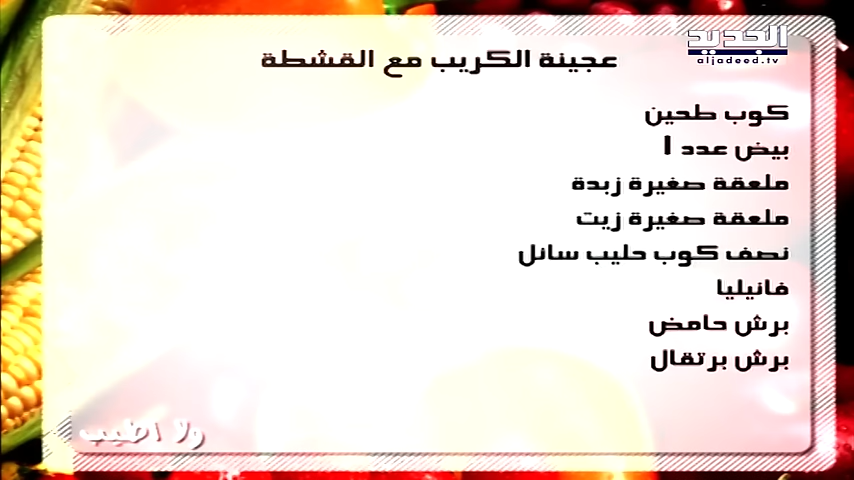 الجديد
aljadeed.tv
عجينة الكريب مع القشطة
كوب طحين
بيض عدد 1
ملعقة صغيرة زبدة
ملعقة صغيرة زيت
نصف كوب حليب سائل
فانيليا
برش حامض
برش برتقال
ولا اطيب